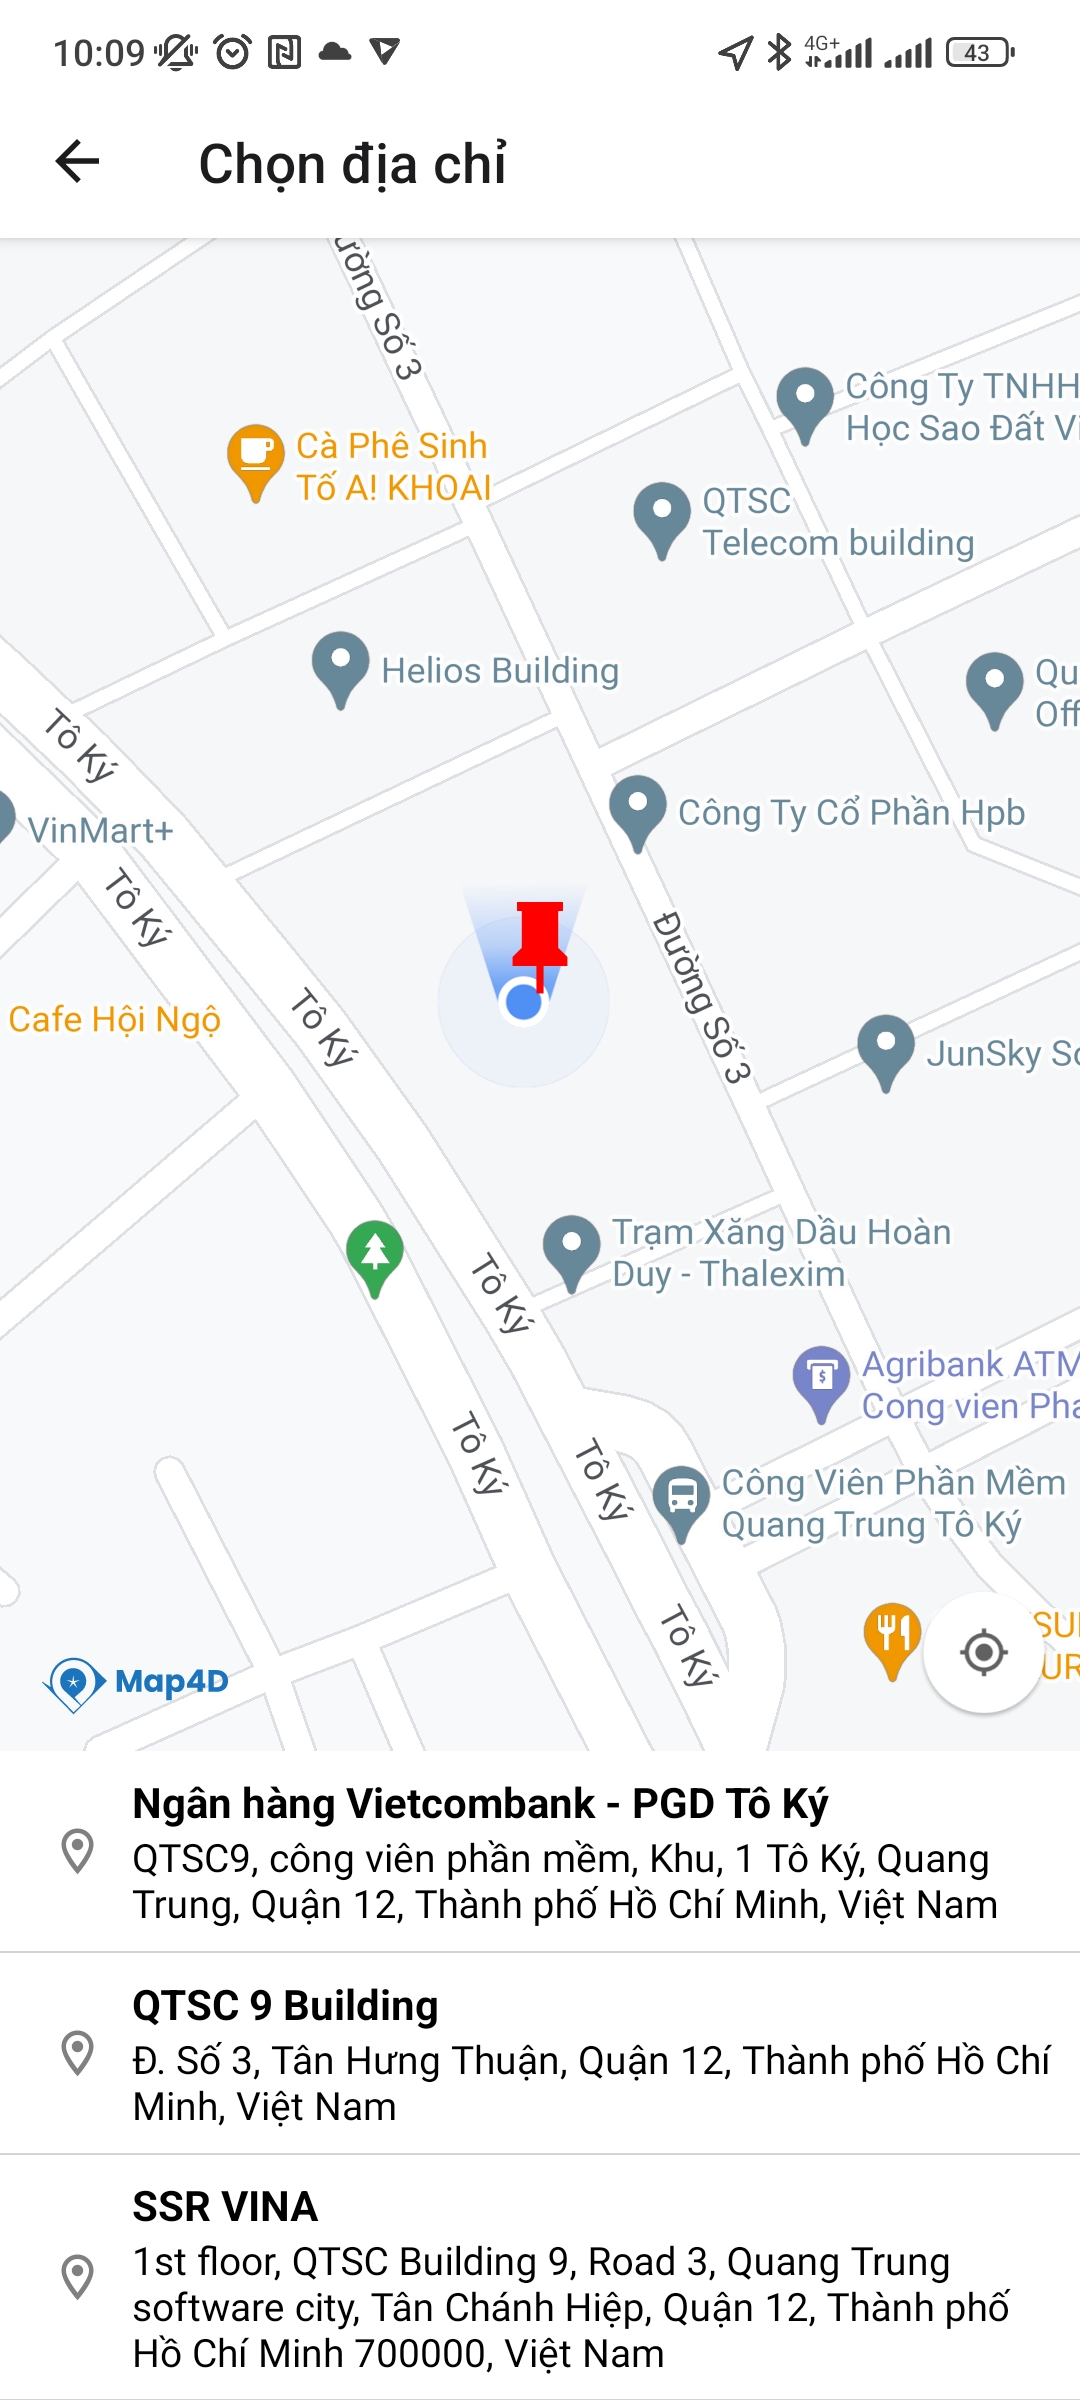 10:09
4G+
43
Chọn địa chỉ
ường Số 3
Công Ty TNHH
Học Sao Đất Vi
Cà Phê Sinh
Tố A! KHOAI
QTSC
Telecom building
Helios Building
Qu
Off
Tô Ký
VinMart+
Công Ty Cổ Phần Hpb
Tô Ký
Đường Số 3
Cafe Hội Ngộ
Tô Ký
JunSky So
Trạm Xăng Dầu Hoàn
Duy - Thalexim
Tô Ký
Agribank ATM
Cong vien Pha
Tô Ký
Tô Ký
Công Viên Phần Mềm
Quang Trung Tô Ký
Tô Ký
SU
UR
Map4D
Ngân hàng Vietcombank - PGD Tô Ký
QTSC9, công viên phần mềm, Khu, 1 Tô Ký, Quang
Trung, Quận 12, Thành phố Hồ Chí Minh, Việt Nam
QTSC 9 Building
Đ. Số 3, Tân Hưng Thuận, Quận 12, Thành phố Hồ Chí
Minh, Việt Nam
SSR VINA
1st floor, QTSC Building 9, Road 3, Quang Trung
software city, Tân Chánh Hiệp, Quận 12, Thành phố
Hồ Chí Minh 700000, Việt Nam